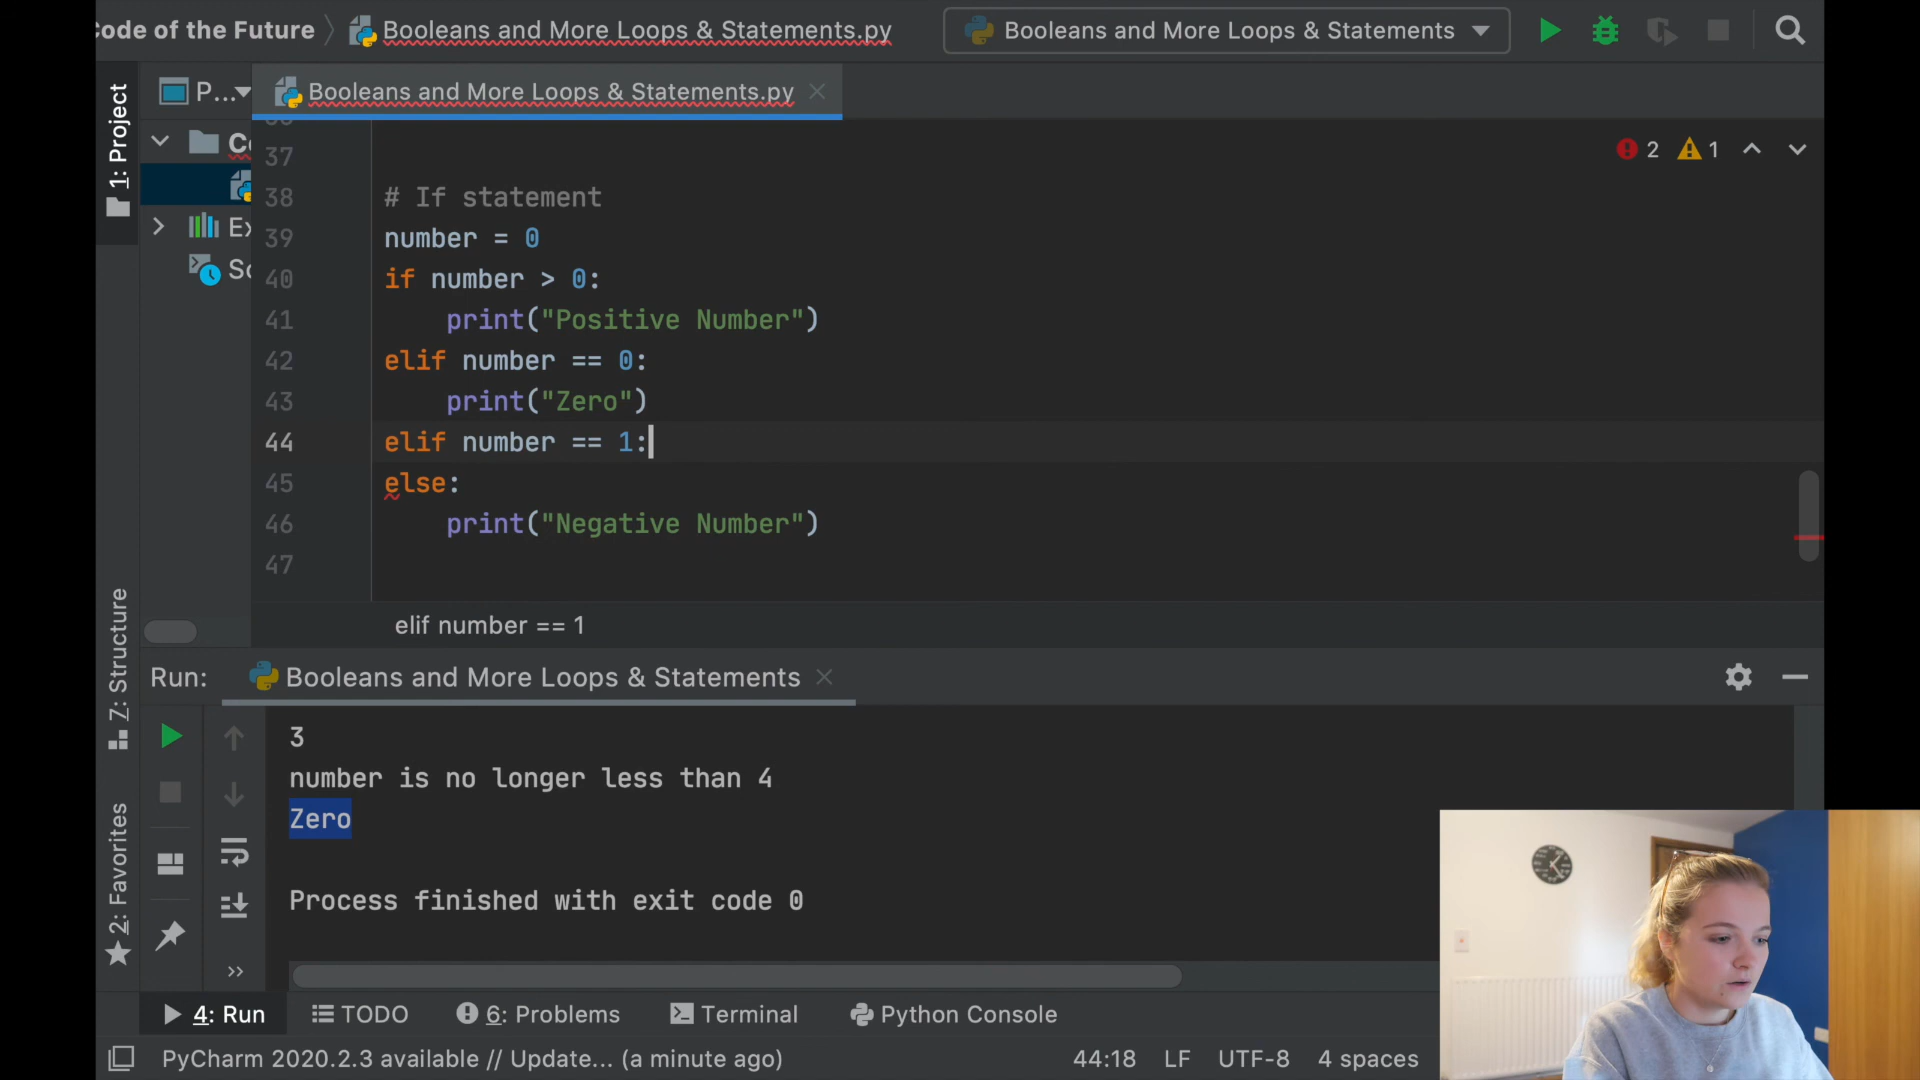 Code of the Future
Booleans and More Loops & Statements.py
Booleans and More Loops & Statements
1: Project
P...
Booleans and More Loops & Statements.py
Co
Ex
Sc
2
1
37
38 # If statement
39 number = 0
40 if number > 0:
41 print("Positive Number")
42 elif number == 0:
43 print("Zero")
44 elif number == 1:
45 else:
46 print("Negative Number")
47
elif number == 1
7: Structure
2: Favorites
Run:
Booleans and More Loops & Statements
3
number is no longer less than 4
Zero
Process finished with exit code 0
4: Run
TODO
6: Problems
Terminal
Python Console
PyCharm 2020.2.3 available // Update... (a minute ago)
44:18
LF
UTF-8
4 spaces